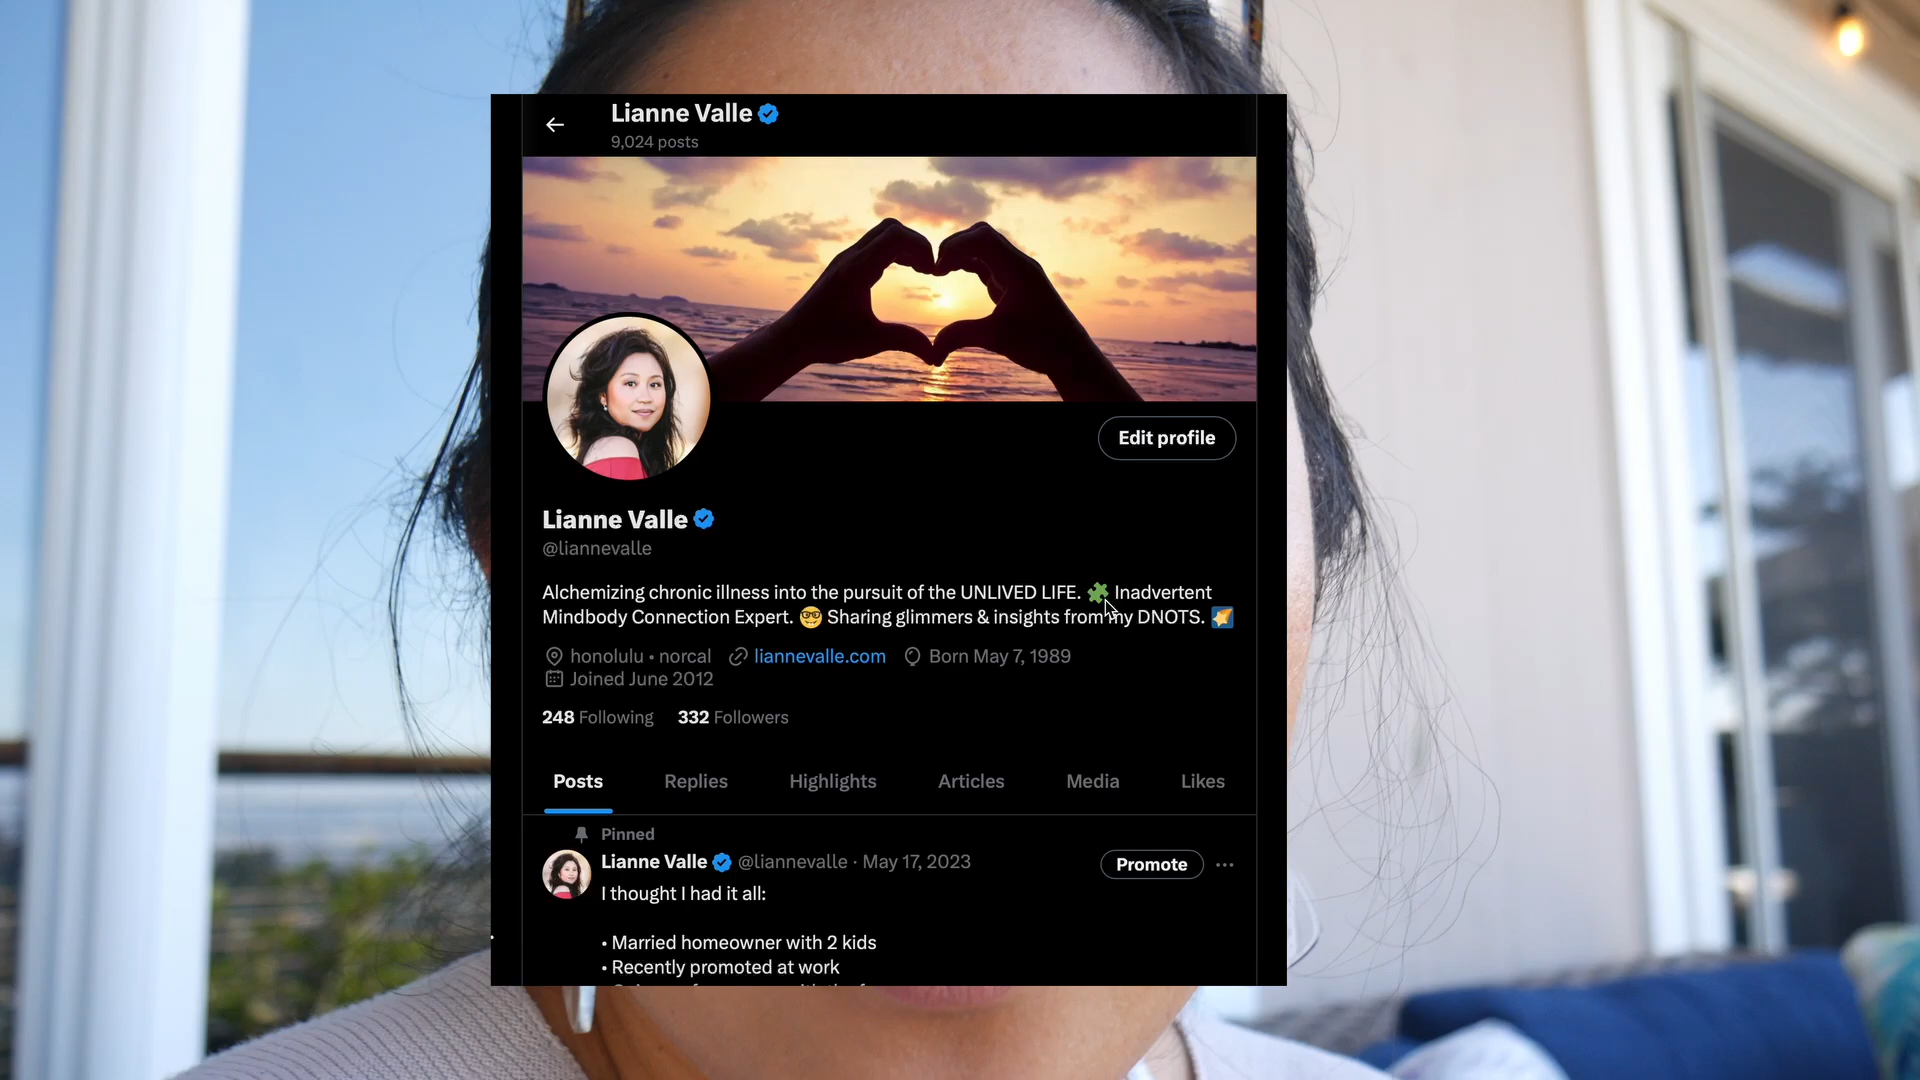 Lianne Valle
9,024 posts
Edit profile
Lianne Valle
@liannevalle
Alchemizing chronic illness into the pursuit of the UNLIVED LIFE. 🧩 Inadvertent
Mindbody Connection Expert. 🤓 Sharing glimmers & insights from my DNOTS. 🪁
honolulu • norcal liannevalle.com Born May 7, 1989
Joined June 2012
248 Following 332 Followers
Posts Replies Highlights Articles Media Likes
Pinned
Lianne Valle @liannevalle · May 17, 2023 Promote
I thought I had it all:
• Married homeowner with 2 kids
• Recently promoted at work